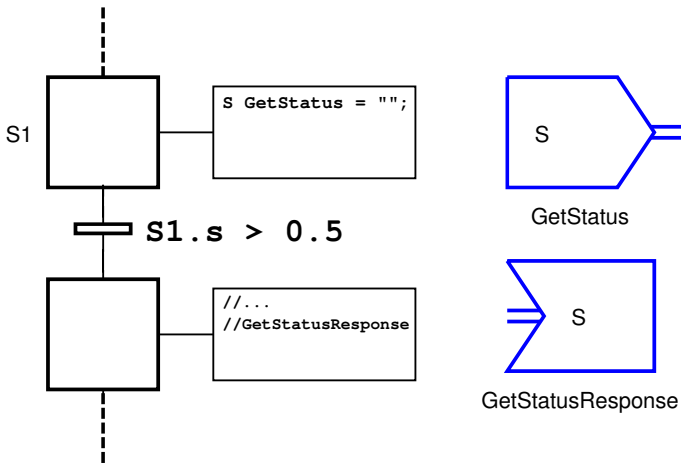 S1
S GetStatus = "";
S
GetStatus
S1.s > 0.5
//...
//GetStatusResponse
S
GetStatusResponse